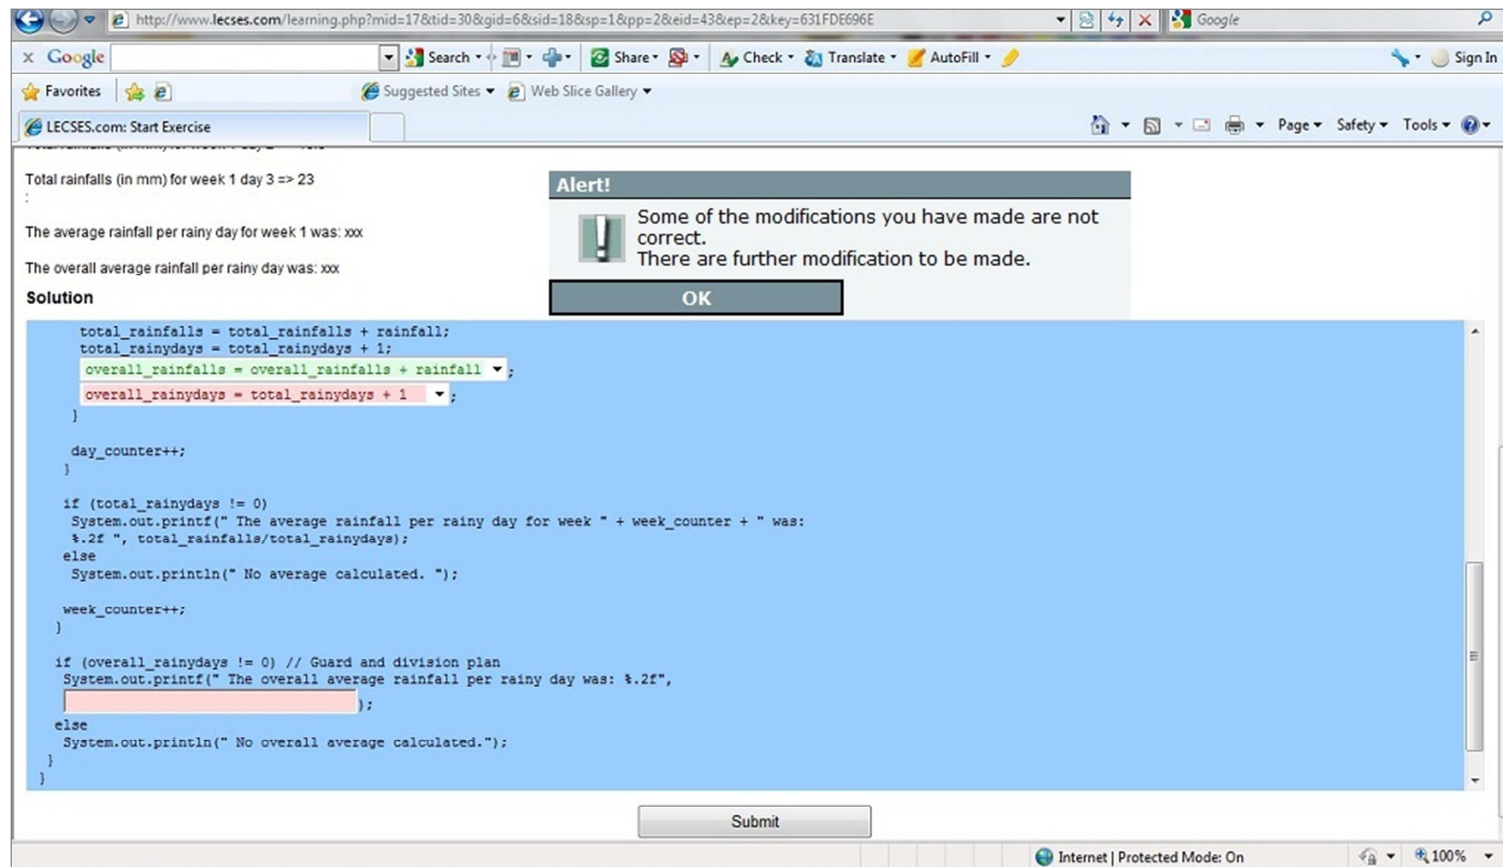 http://www.lecses.com/learning.php?mid=17&tid=30&gid=6&sid=18&sp=1&pp=2&eid=43&ep=2&key=631FDE696E Google
x Google Search Share Check Translate AutoFill Sign In
Favorites Suggested Sites Web Slice Gallery
LECSES.com: Start Exercise Page Safety Tools
Total rainfalls (in mm) for week 1 day 3 => 23
:
The average rainfall per rainy day for week 1 was: xxx
The overall average rainfall per rainy day was: xxx
Alert!
Some of the modifications you have made are not
correct.
There are further modification to be made.
OK
Solution
total_rainfalls = total_rainfalls + rainfall;
total_rainydays = total_rainydays + 1;
overall_rainfalls = overall_rainfalls + rainfall ;
overall_rainydays = total_rainydays + 1 ;
}
day_counter++;
}
if (total_rainydays != 0)
System.out.printf(" The average rainfall per rainy day for week " + week_counter + " was:
%.2f ", total_rainfalls/total_rainydays);
else
System.out.println(" No average calculated. ");
week_counter++;
}
if (overall_rainydays != 0) // Guard and division plan
System.out.printf(" The overall average rainfall per rainy day was: %.2f",
);
else
System.out.println(" No overall average calculated.");
}
}
Submit
Internet | Protected Mode: On 100%